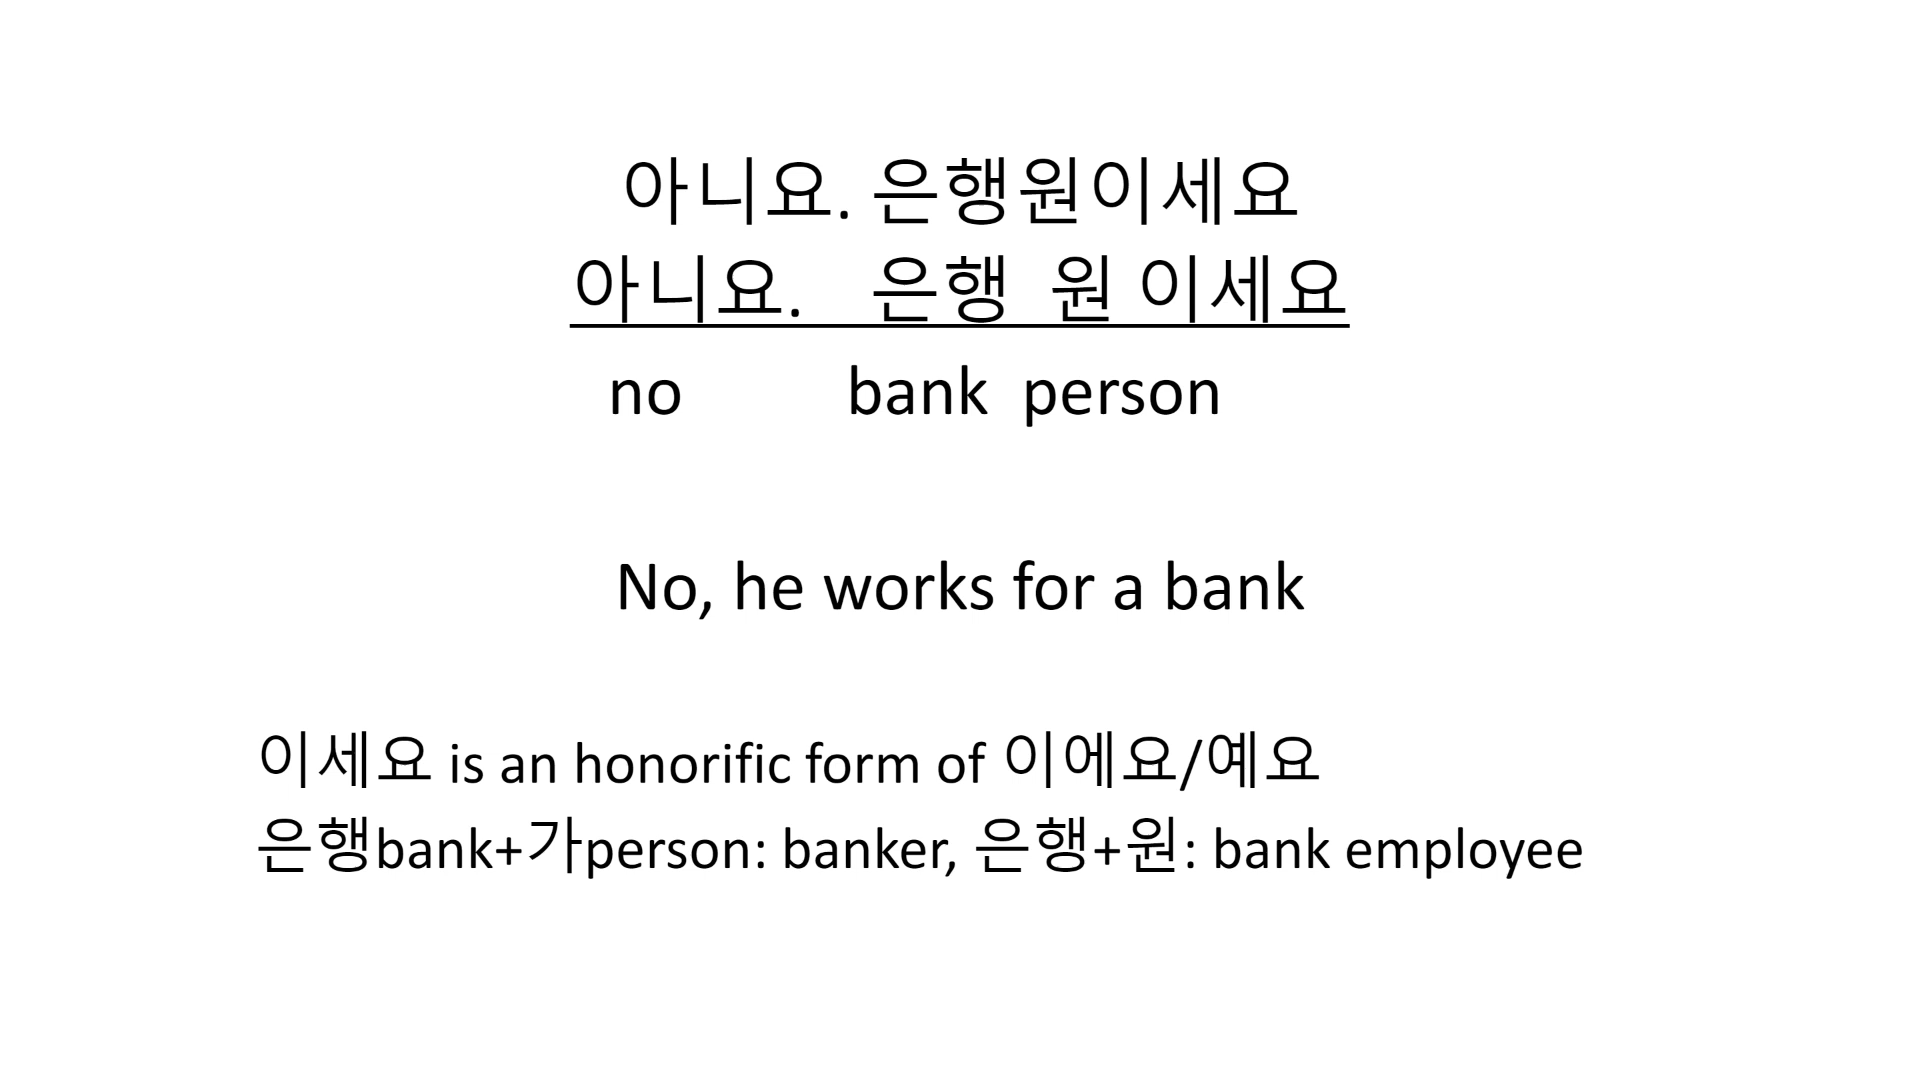 아니요. 은행원이세요
아니요. 은행 원 이세요
no bank person
No, he works for a bank
이세요 is an honorific form of 이에요/예요
은행bank+가person: banker, 은행+원: bank employee